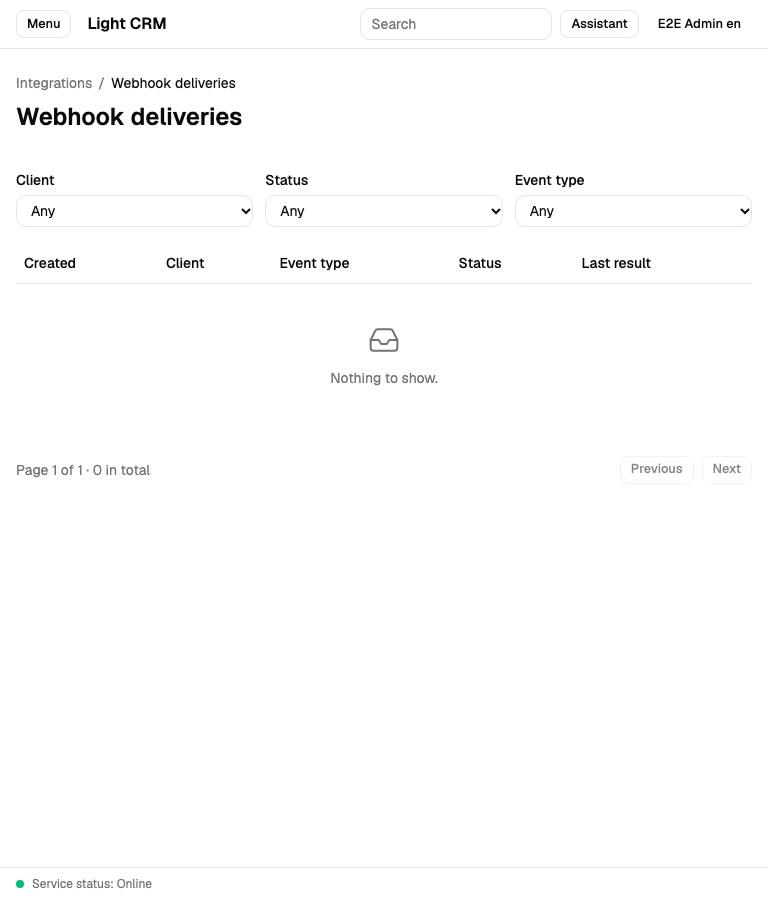 Menu Light CRM Search Assistant E2E Admin en
Integrations / Webhook deliveries
Webhook deliveries
Client Status Event type
Any Any Any
Created Client Event type Status Last result
Nothing to show.
Page 1 of 1 · 0 in total Previous Next
Service status: Online